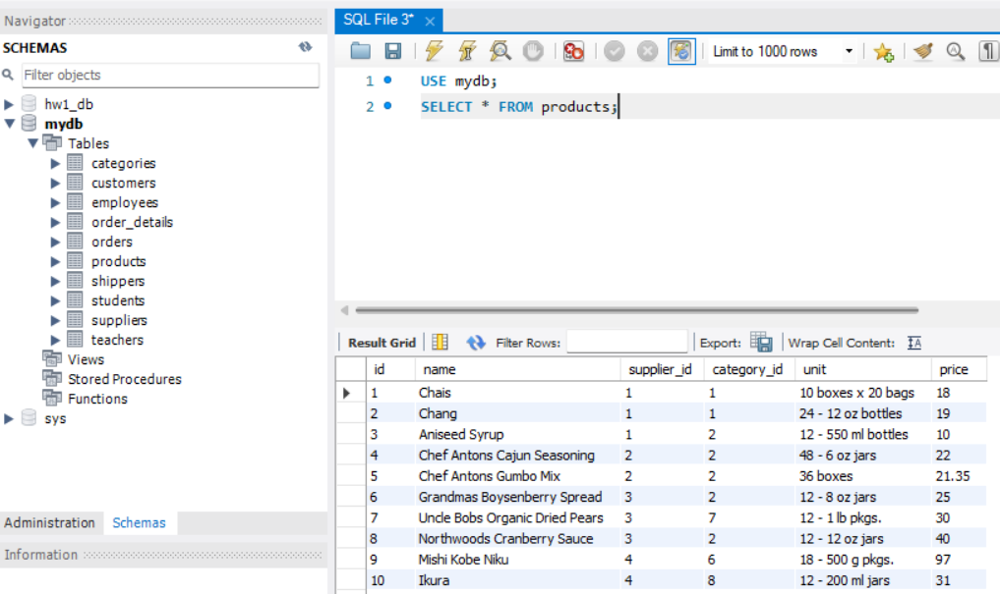 Navigator
SCHEMAS
Filter objects
hw1_db
mydb
Tables
categories
customers
employees
order_details
orders
products
shippers
students
suppliers
teachers
Views
Stored Procedures
Functions
sys
Administration Schemas
Information
SQL File 3* ×
Limit to 1000 rows
1 USE mydb;
2 SELECT * FROM products;
Result Grid Filter Rows: Export: Wrap Cell Content: IA
id name supplier_id category_id unit price
1 Chais 1 1 10 boxes x 20 bags 18
2 Chang 1 1 24 - 12 oz bottles 19
3 Aniseed Syrup 1 2 12 - 550 ml bottles 10
4 Chef Antons Cajun Seasoning 2 2 48 - 6 oz jars 22
5 Chef Antons Gumbo Mix 2 2 36 boxes 21.35
6 Grandmas Boysenberry Spread 3 2 12 - 8 oz jars 25
7 Uncle Bobs Organic Dried Pears 3 7 12 - 1 lb pkgs. 30
8 Northwoods Cranberry Sauce 3 2 12 - 12 oz jars 40
9 Mishi Kobe Niku 4 6 18 - 500 g pkgs. 97
10 Ikura 4 8 12 - 200 ml jars 31